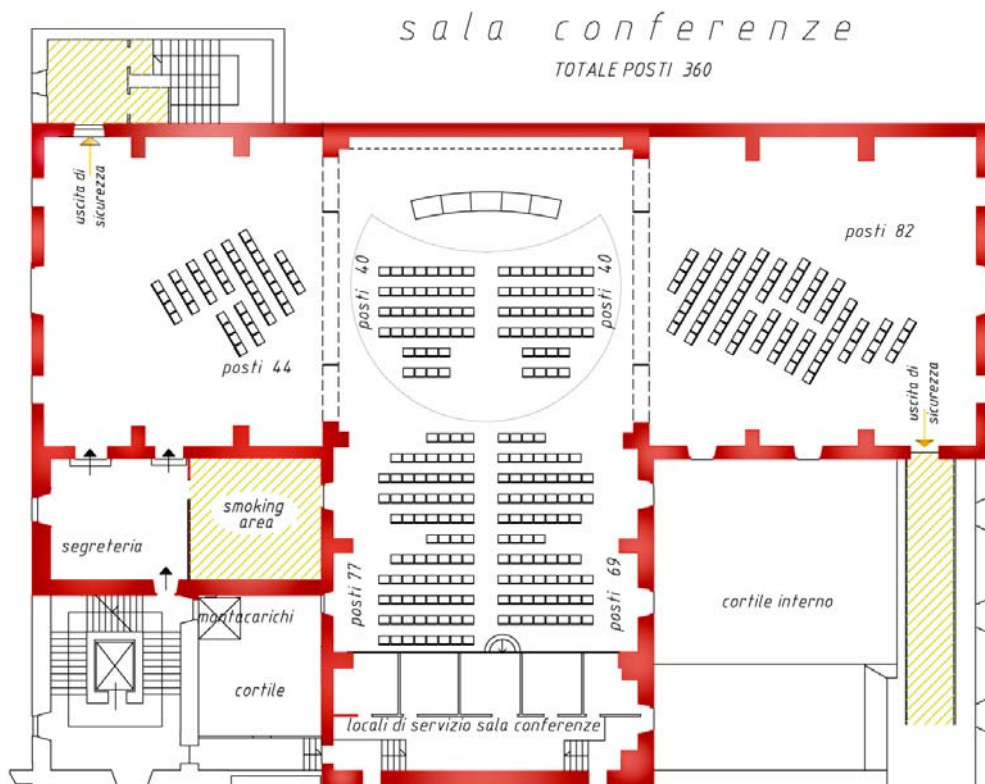 sala conferenze
TOTALE POSTI 360
uscita di
sicurezza
posti 44
posti 40
posti 40
posti 82
uscita di
sicurezza
smoking
area
segreteria
posti 77
posti 69
montacarichi
cortile
cortile interno
locali di servizio sala conferenze